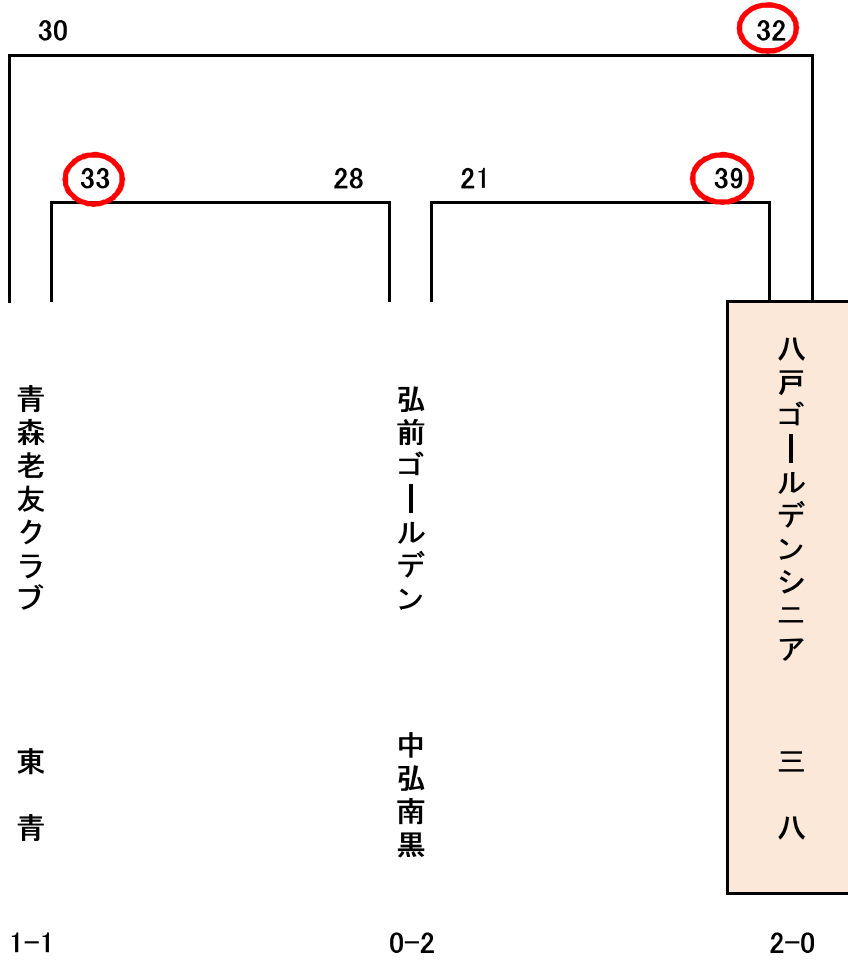 30 32
33 28 21 39
青森老友クラブ
弘前ゴールデン
八戸ゴールデンシニア
東青
中弘南黒
三八
1-1 0-2 2-0